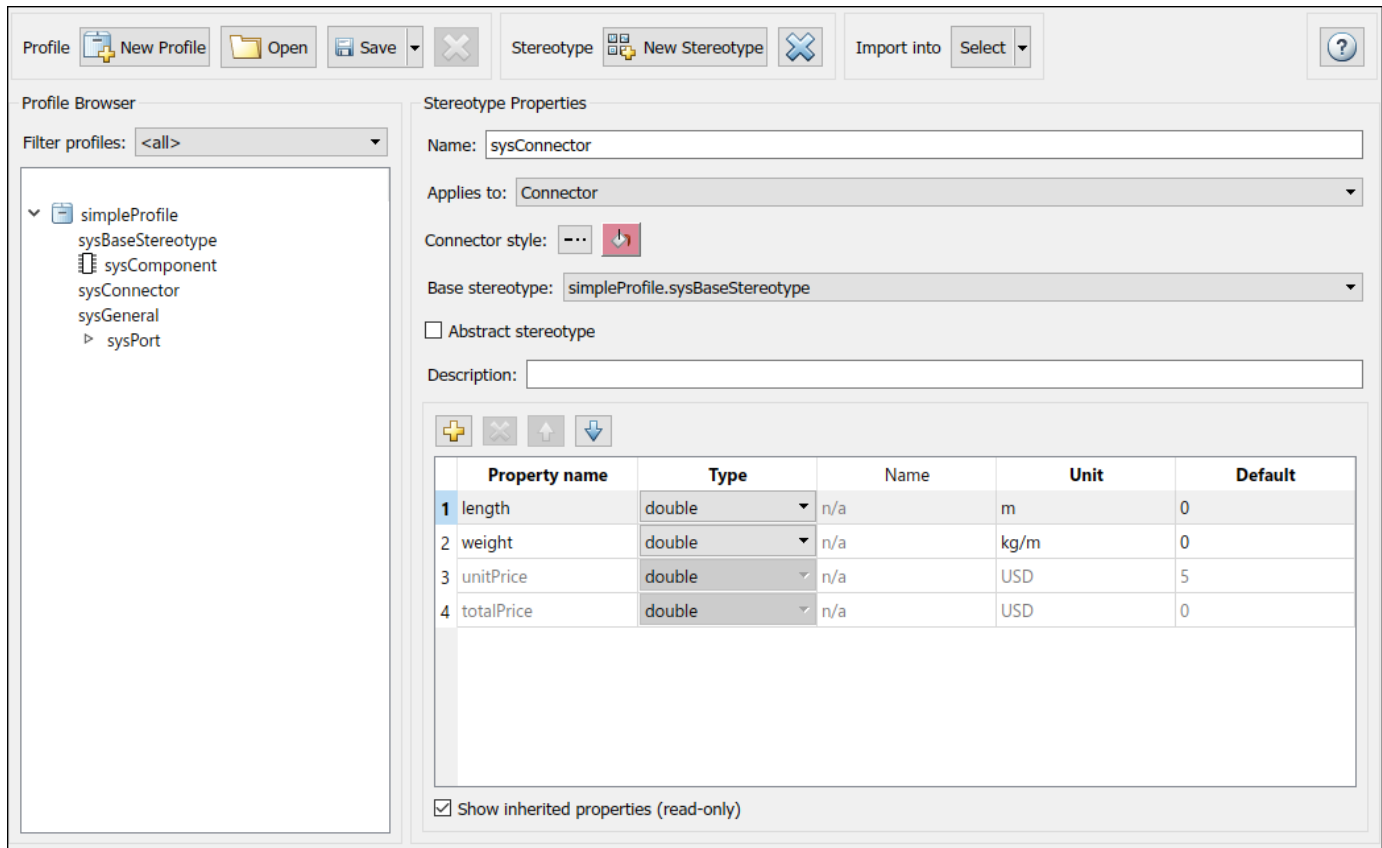 Profile New Profile Open Save Stereotype New Stereotype Import into Select ?
Profile Browser
Filter profiles: <all>
simpleProfile
sysBaseStereotype
sysComponent
sysConnector
sysGeneral
sysPort
Stereotype Properties
Name: sysConnector
Applies to: Connector
Connector style:
Base stereotype: simpleProfile.sysBaseStereotype
Abstract stereotype
Description:
Property name Type Name Unit Default
1 length double n/a m 0
2 weight double n/a kg/m 0
3 unitPrice double n/a USD 5
4 totalPrice double n/a USD 0
Show inherited properties (read-only)